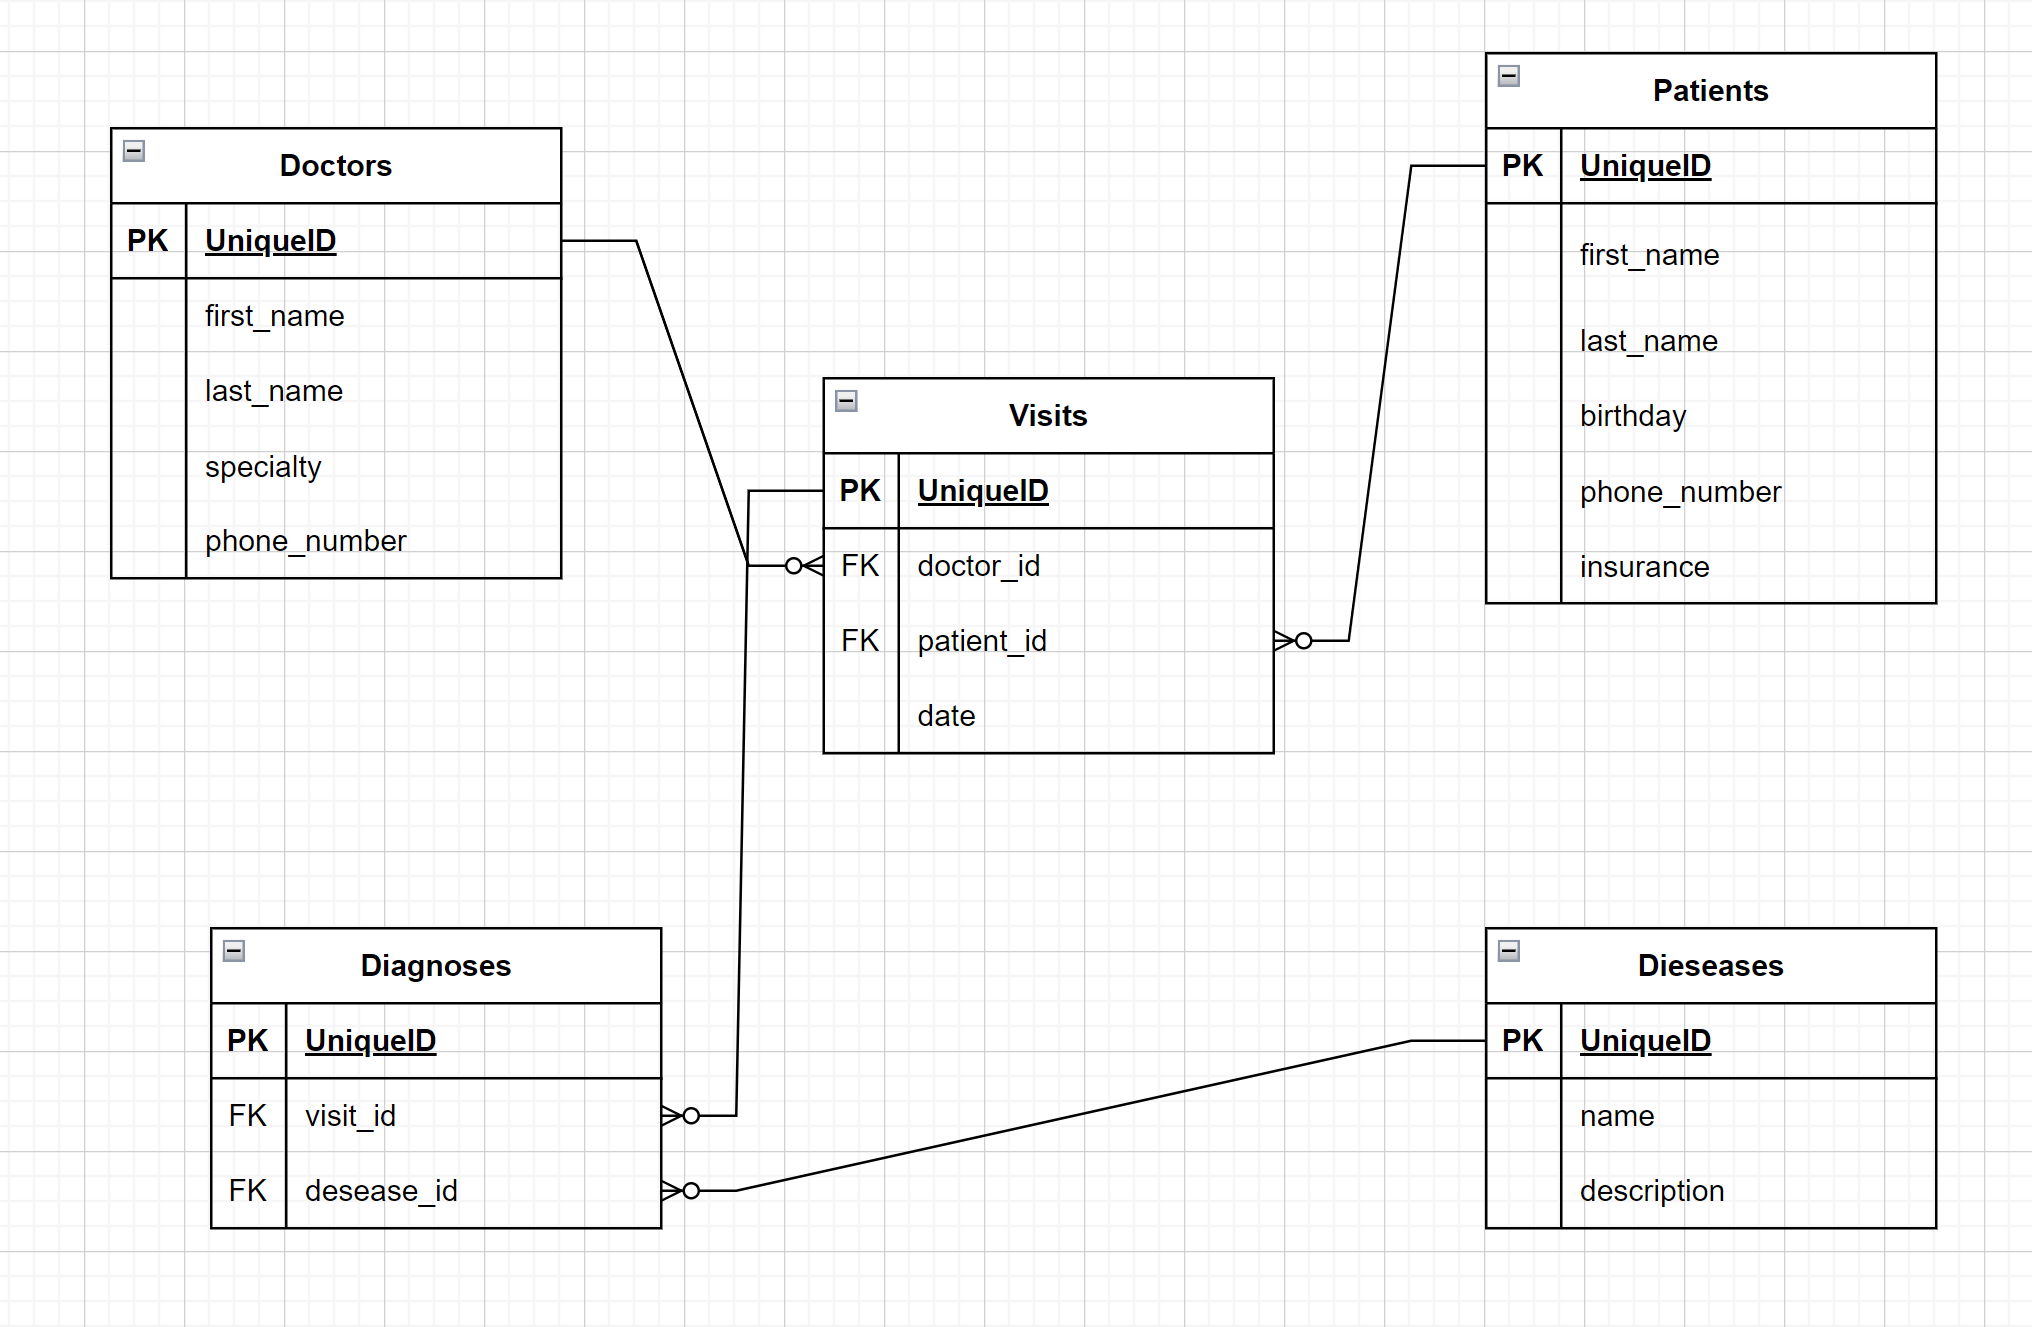 Doctors
PK UniqueID
first_name
last_name
specialty
phone_number
Visits
PK UniqueID
FK doctor_id
FK patient_id
date
Patients
PK UniqueID
first_name
last_name
birthday
phone_number
insurance
Diagnoses
PK UniqueID
FK visit_id
FK desease_id
Dieseases
PK UniqueID
name
description